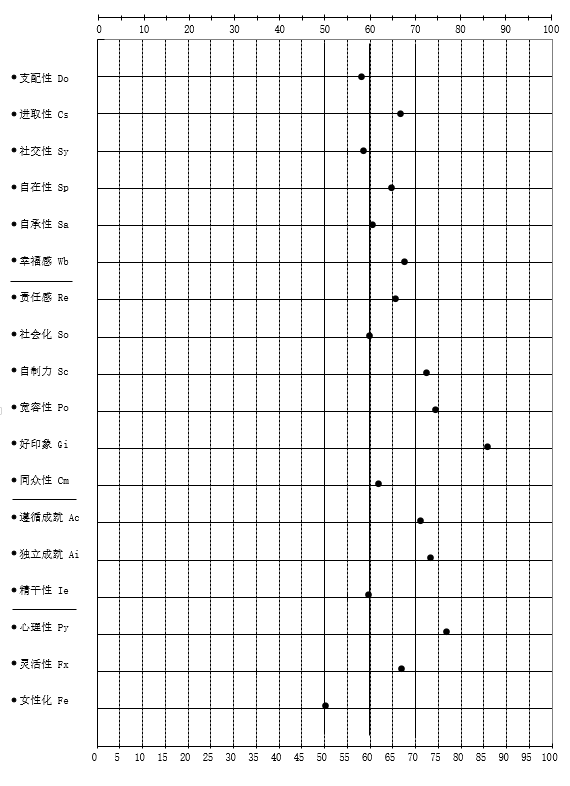 0 10 20 30 40 50 60 70 80 90 100
支配性 Do
进取性 Cs
社交性 Sy
自在性 Sp
自承性 Sa
幸福感 Wb
责任感 Re
社会化 So
自制力 Sc
宽容性 Po
好印象 Gi
同众性 Cm
遵循成就 Ac
独立成就 Ai
精干性 Ie
心理性 Py
灵活性 Fx
女性化 Fe
0 5 10 15 20 25 30 35 40 45 50 55 60 65 70 75 80 85 90 95 100